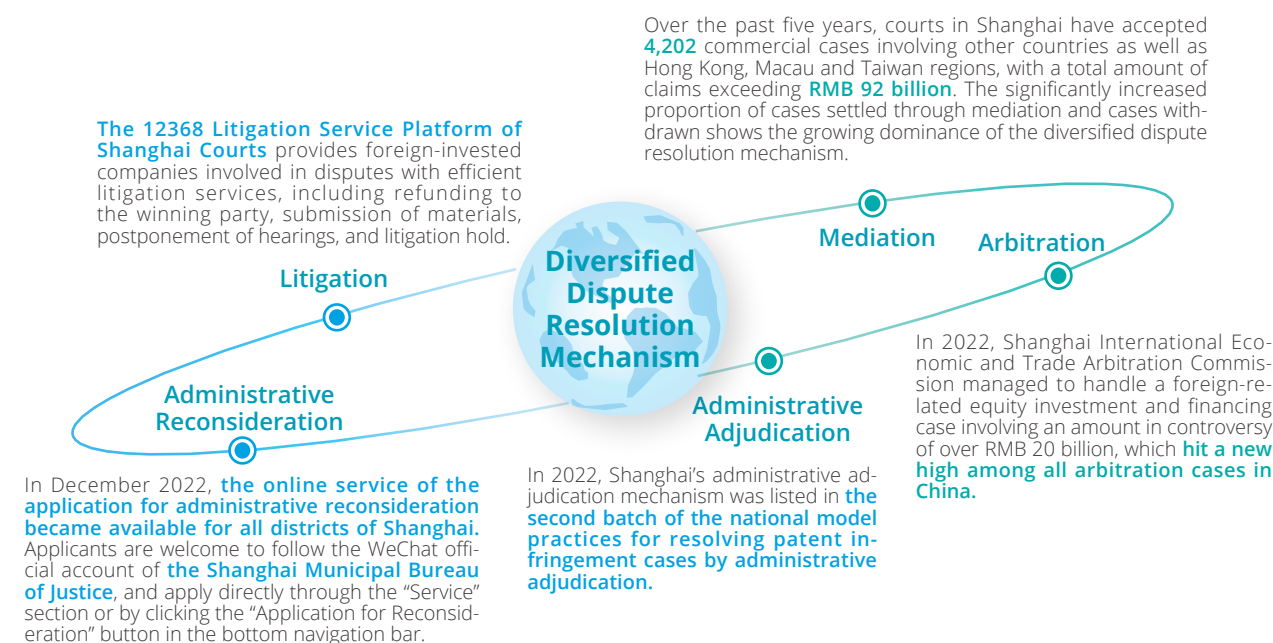 Over the past five years, courts in Shanghai have accepted
4,202 commercial cases involving other countries as well as
Hong Kong, Macau and Taiwan regions, with a total amount of
claims exceeding RMB 92 billion. The significantly increased
proportion of cases settled through mediation and cases with-
drawn shows the growing dominance of the diversified dispute
resolution mechanism.
The 12368 Litigation Service Platform of
Shanghai Courts provides foreign-invested
companies involved in disputes with efficient
litigation services, including refunding to
the winning party, submission of materials,
postponement of hearings, and litigation hold.
Litigation
Diversified
Dispute
Resolution
Mechanism
Mediation
Arbitration
Administrative
Reconsideration
Administrative
Adjudication
In 2022, Shanghai International Eco-
nomic and Trade Arbitration Commis-
sion managed to handle a foreign-re-
lated equity investment and financing
case involving an amount in controversy
of over RMB 20 billion, which hit a new
high among all arbitration cases in
China.
In December 2022, the online service of the
application for administrative reconsideration
became available for all districts of Shanghai.
Applicants are welcome to follow the WeChat offi-
cial account of the Shanghai Municipal Bureau
of Justice, and apply directly through the “Service”
section or by clicking the “Application for Reconsid-
eration” button in the bottom navigation bar.
In 2022, Shanghai’s administrative ad-
judication mechanism was listed in the
second batch of the national model
practices for resolving patent in-
fringement cases by administrative
adjudication.